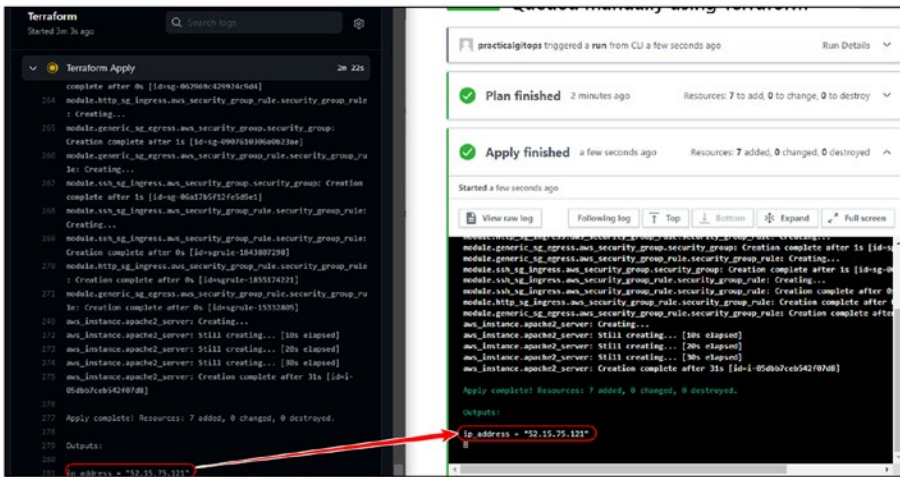 Terraform
Started 3m 3s ago
Search logs
Terraform Apply
2m 22s
complete after 0s [id=sg-062969c429924c9d4]
264 module.http_sg_ingress.aws_security_group_rule.security_group_rule
: Creating...
265 module.generic_sg_egress.aws_security_group.security_group:
Creation complete after 1s [id=sg-0907610306a0b23ae]
266 module.generic_sg_egress.aws_security_group_rule.security_group_ru
le: Creating...
267 module.ssh_sg_ingress.aws_security_group.security_group: Creation
complete after 1s [id=sg-06a17b5f12fe5d9e1]
268 module.ssh_sg_ingress.aws_security_group_rule.security_group_rule:
Creating...
269 module.ssh_sg_ingress.aws_security_group_rule.security_group_rule:
Creation complete after 0s [id=sgrule-1843807298]
270 module.http_sg_ingress.aws_security_group_rule.security_group_rule
: Creation complete after 0s [id=sgrule-1855174221]
271 module.generic_sg_egress.aws_security_group_rule.security_group_ru
le: Creation complete after 0s [id=sgrule-15332805]
240 aws_instance.apache2_server: Creating...
272 aws_instance.apache2_server: Still creating... [10s elapsed]
273 aws_instance.apache2_server: Still creating... [20s elapsed]
274 aws_instance.apache2_server: Still creating... [30s elapsed]
275 aws_instance.apache2_server: Creation complete after 31s [id=i-
05dbb7ceb542f07d8]
276
277 Apply complete! Resources: 7 added, 0 changed, 0 destroyed.
278
279 Outputs:
280
281 ip_address = "52.15.75.121"
Queued manually using Terraform
practicalgitops triggered a run from CLI a few seconds ago
Run Details
Plan finished 2 minutes ago
Resources: 7 to add, 0 to change, 0 to destroy
Apply finished a few seconds ago
Resources: 7 added, 0 changed, 0 destroyed
Started a few seconds ago
View raw log
Following log
Top
Bottom
Expand
Full screen
module.http_sg_ingress.aws_security_group_rule.security_group_rule: Creating...
module.generic_sg_egress.aws_security_group.security_group: Creation complete after 1s [id=sg
module.generic_sg_egress.aws_security_group_rule.security_group_rule: Creating...
module.ssh_sg_ingress.aws_security_group.security_group: Creation complete after 1s [id=sg-0
module.ssh_sg_ingress.aws_security_group_rule.security_group_rule: Creating...
module.ssh_sg_ingress.aws_security_group_rule.security_group_rule: Creation complete after 0
module.http_sg_ingress.aws_security_group_rule.security_group_rule: Creation complete after
module.generic_sg_egress.aws_security_group_rule.security_group_rule: Creation complete after
aws_instance.apache2_server: Creating...
aws_instance.apache2_server: Still creating... [10s elapsed]
aws_instance.apache2_server: Still creating... [20s elapsed]
aws_instance.apache2_server: Still creating... [30s elapsed]
aws_instance.apache2_server: Creation complete after 31s [id=i-05dbb7ceb542f07d8]
Apply complete! Resources: 7 added, 0 changed, 0 destroyed.
Outputs:
ip_address = "52.15.75.121"